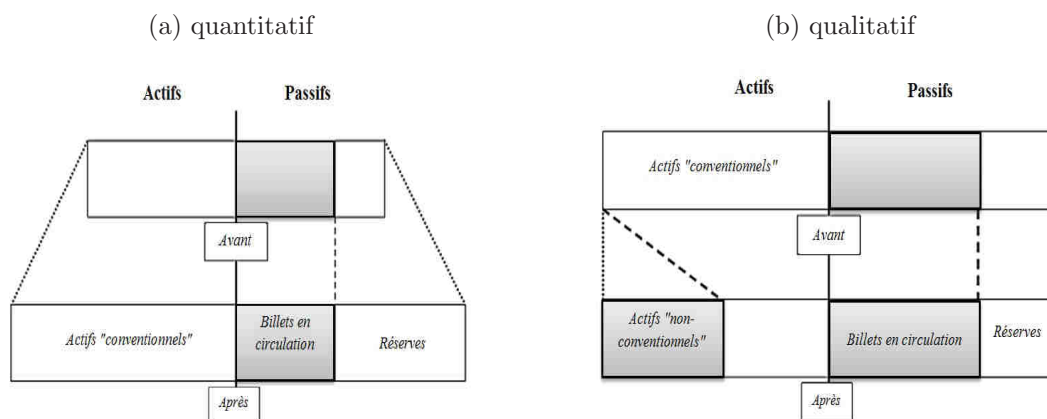 (a) quantitatif
Actifs Passifs
Avant
Actifs "conventionnels"
Billets en
circulation
Réserves
Après
(b) qualitatif
Actifs Passifs
Actifs "conventionnels"
Avant
Actifs "non-
conventionnels"
Billets en circulation
Réserves
Après